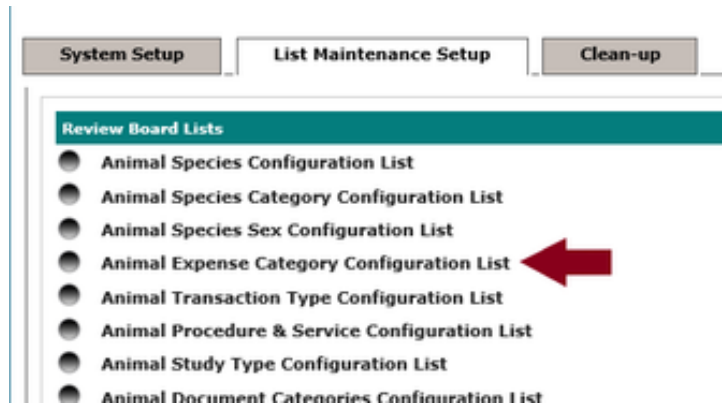 System Setup List Maintenance Setup Clean-up
Review Board Lists
Animal Species Configuration List
Animal Species Category Configuration List
Animal Species Sex Configuration List
Animal Expense Category Configuration List
Animal Transaction Type Configuration List
Animal Procedure & Service Configuration List
Animal Study Type Configuration List
Animal Document Categories Configuration List